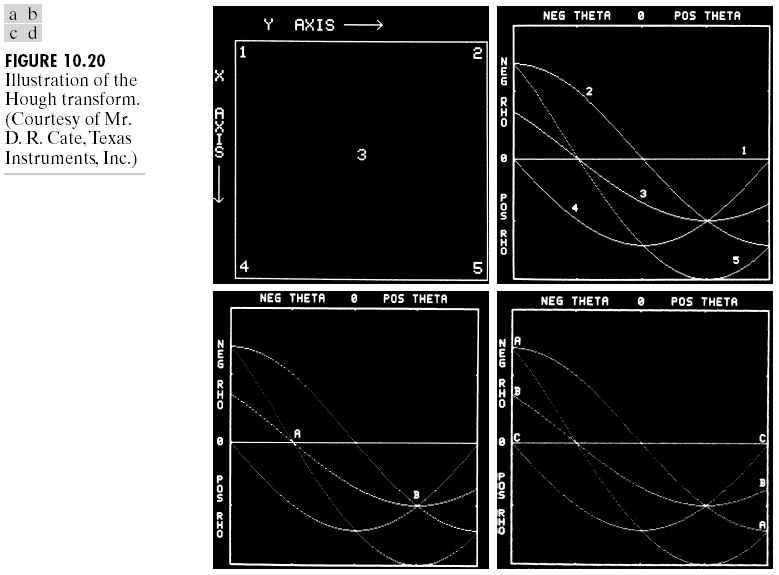 a b
c d
FIGURE 10.20
Illustration of the
Hough transform.
(Courtesy of Mr.
D. R. Cate, Texas
Instruments, Inc.)
Y AXIS
X AXIS
1
2
3
4
5
NEG THETA 0 POS THETA
NEG RHO
0
POS RHO
2
1
3
4
5
NEG THETA 0 POS THETA
NEG RHO
0
POS RHO
A
B
NEG THETA 0 POS THETA
NEG RHO
0
POS RHO
A
B
C
C
B
A